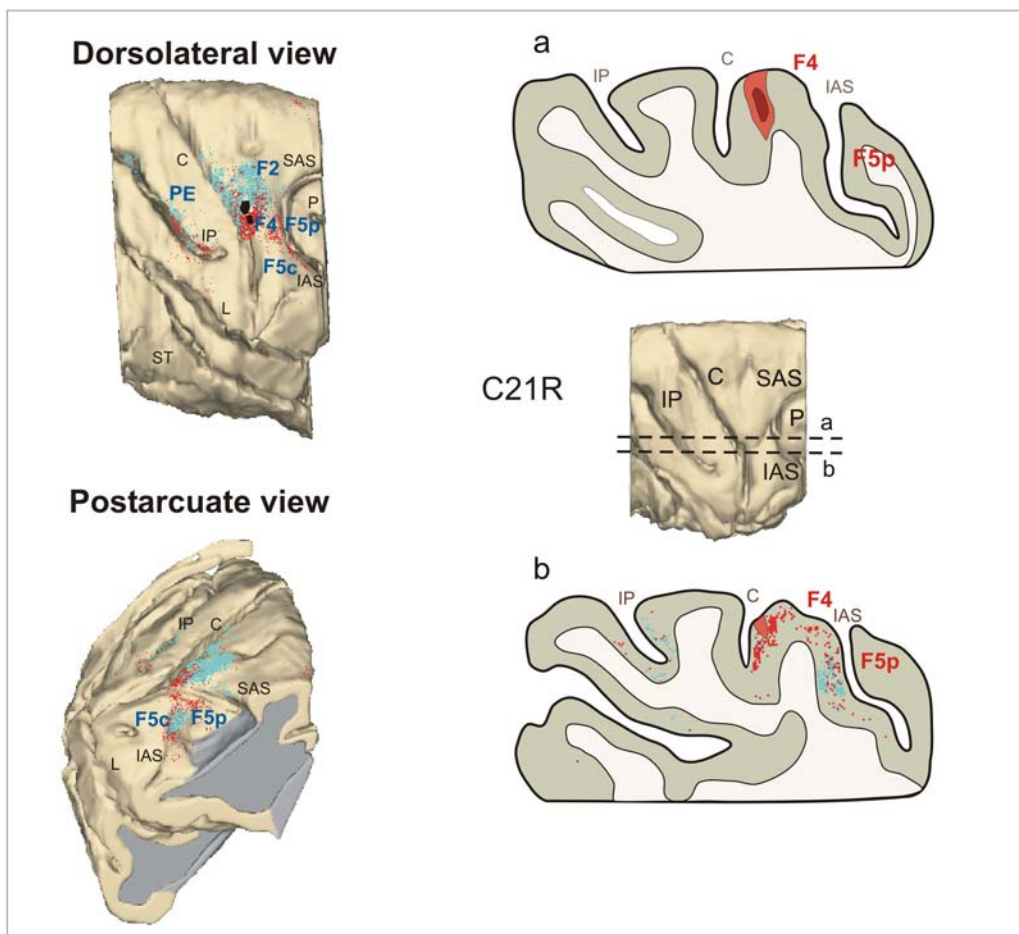 Dorsolateral view
C
F2
SAS
PE
P
IP
F4
F5p
F5c
IAS
L
ST
a
IP
C
F4
IAS
F5p
C21R
IP
C
SAS
P
a
IAS
b
Postarcuate view
IP
C
SAS
F5c
F5p
IAS
L
b
IP
C
F4
IAS
F5p